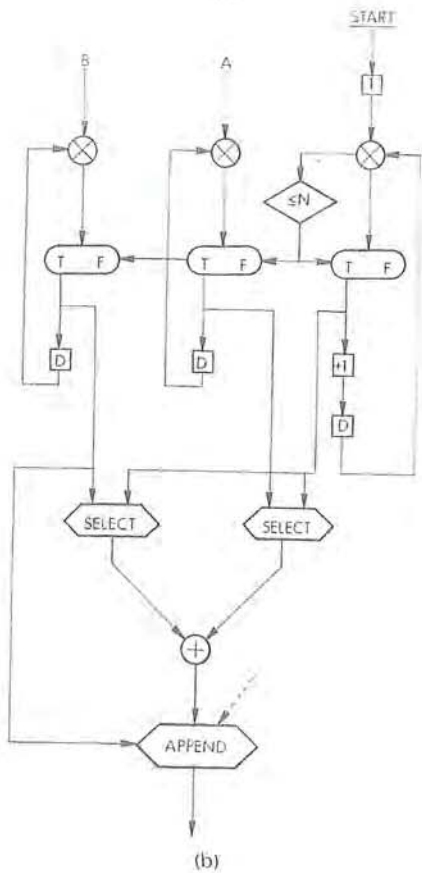 START
B A 1
≤N
T F T F T F
D D +1
D
SELECT SELECT
+
APPEND
(b)